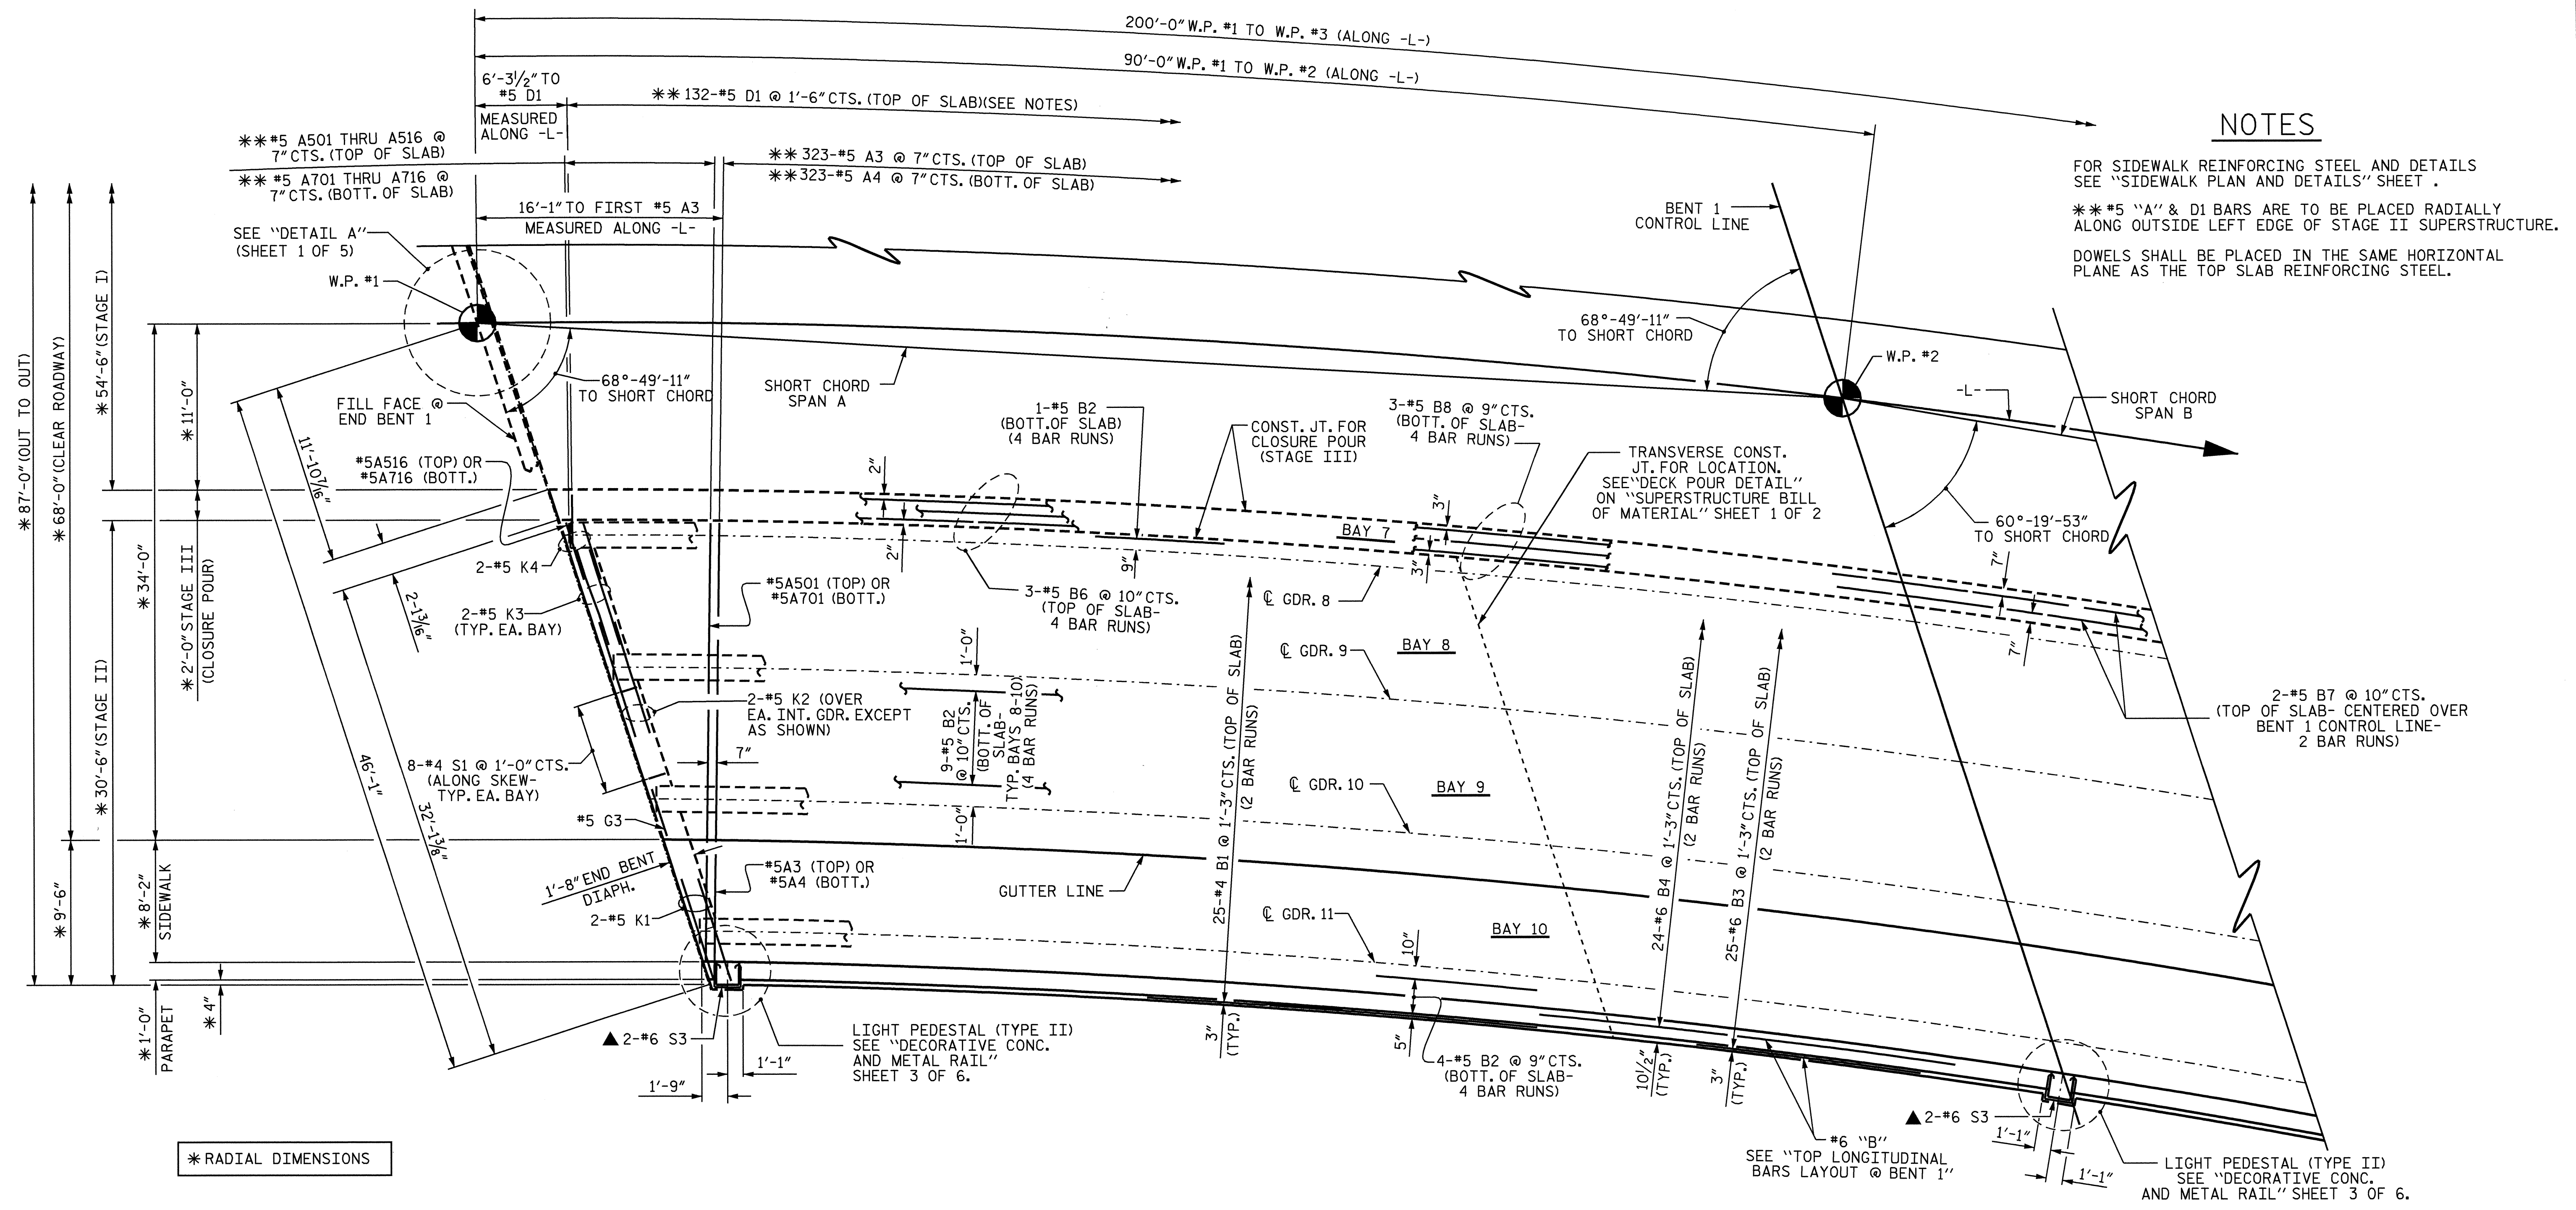 200'-0" W.P. #1 TO W.P. #3 (ALONG -L-)
90'-0" W.P. #1 TO W.P. #2 (ALONG -L-)
6'-3½" TO
#5 D1
MEASURED
ALONG -L-
✳✳132-#5 D1 @ 1'-6" CTS. (TOP OF SLAB)(SEE NOTES)
✳✳#5 A501 THRU A516 @
7" CTS. (TOP OF SLAB)
✳✳#5 A701 THRU A716 @
7" CTS. (BOTT. OF SLAB)
✳✳323-#5 A3 @ 7" CTS. (TOP OF SLAB)
✳✳323-#5 A4 @ 7" CTS. (BOTT. OF SLAB)
16'-1" TO FIRST #5 A3
MEASURED ALONG -L-
NOTES
FOR SIDEWALK REINFORCING STEEL AND DETAILS
SEE "SIDEWALK PLAN AND DETAILS" SHEET .
✳✳#5 "A" & D1 BARS ARE TO BE PLACED RADIALLY
ALONG OUTSIDE LEFT EDGE OF STAGE II SUPERSTRUCTURE.
DOWELS SHALL BE PLACED IN THE SAME HORIZONTAL
PLANE AS THE TOP SLAB REINFORCING STEEL.
SEE "DETAIL A"
(SHEET 1 OF 5)
W.P. #1
BENT 1
CONTROL LINE
68°-49'-11"
TO SHORT CHORD
W.P. #2
-L-
SHORT CHORD
SPAN B
68°-49'-11"
TO SHORT CHORD
SHORT CHORD
SPAN A
FILL FACE @
END BENT 1
#5A516 (TOP) OR
#5A716 (BOTT.)
1-#5 B2
(BOTT.OF SLAB)
(4 BAR RUNS)
CONST. JT. FOR
CLOSURE POUR
(STAGE III)
3-#5 B8 @ 9" CTS.
(BOTT. OF SLAB-
4 BAR RUNS)
TRANSVERSE CONST.
JT. FOR LOCATION.
SEE"DECK POUR DETAIL"
ON "SUPERSTRUCTURE BILL
OF MATERIAL" SHEET 1 OF 2
60°-19'-53"
TO SHORT CHORD
✳87'-0" (OUT TO OUT)
✳68'-0" (CLEAR ROADWAY)
✳54'-6" (STAGE I)
✳11'-0"
✳34'-0"
✳2'-0" STAGE III
(CLOSURE POUR)
✳30'-6" (STAGE II)
✳9'-6"
✳8'-2"
SIDEWALK
✳1'-0"
PARAPET
✳4"
11'-10⁷⁄₁₆"
2-1³⁄₁₆"
46'-1"
32'-1³⁄₈"
2"
2"
9"
3"
3"
7"
7"
BAY 7
2-#5 K4
2-#5 K3
(TYP. EA. BAY)
#5A501 (TOP) OR
#5A701 (BOTT.)
3-#5 B6 @ 10" CTS.
(TOP OF SLAB-
4 BAR RUNS)
℄ GDR. 8
BAY 8
℄ GDR. 9
2-#5 K2 (OVER
EA. INT. GDR. EXCEPT
AS SHOWN)
7"
1'-0"
9-#5 B2
@ 10" CTS.
(BOTT. OF
SLAB-
TYP. BAYS 8-10)
(4 BAR RUNS)
1'-0"
25-#4 B1 @ 1'-3" CTS. (TOP OF SLAB)
(2 BAR RUNS)
24-#6 B4 @ 1'-3" CTS. (TOP OF SLAB)
(2 BAR RUNS)
25-#6 B3 @ 1'-3" CTS. (TOP OF SLAB)
(2 BAR RUNS)
2-#5 B7 @ 10" CTS.
(TOP OF SLAB- CENTERED OVER
BENT 1 CONTROL LINE-
2 BAR RUNS)
8-#4 S1 @ 1'-0" CTS.
(ALONG SKEW-
TYP. EA. BAY)
℄ GDR. 10
BAY 9
#5 G3
1'-8" END BENT
DIAPH.
#5A3 (TOP) OR
#5A4 (BOTT.)
GUTTER LINE
2-#5 K1
℄ GDR. 11
BAY 10
10"
▲2-#6 S3
1'-1"
1'-9"
LIGHT PEDESTAL (TYPE II)
SEE "DECORATIVE CONC.
AND METAL RAIL"
SHEET 3 OF 6.
3"
(TYP.)
5"
4-#5 B2 @ 9" CTS.
(BOTT. OF SLAB-
4 BAR RUNS)
10½"
(TYP.)
3"
(TYP.)
#6 "B"
SEE "TOP LONGITUDINAL
BARS LAYOUT @ BENT 1"
▲2-#6 S3
1'-1"
1'-1"
LIGHT PEDESTAL (TYPE II)
SEE "DECORATIVE CONC.
AND METAL RAIL" SHEET 3 OF 6.
✳RADIAL DIMENSIONS